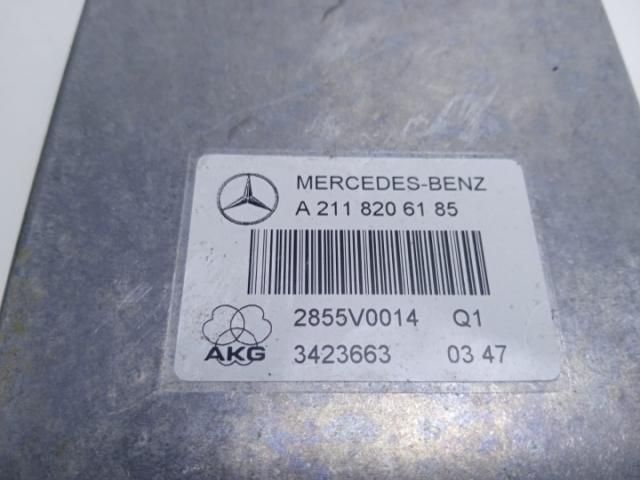 MERCEDES-BENZ
A 211 820 61 85
2855V0014 Q1
AKG
3423663 03 47